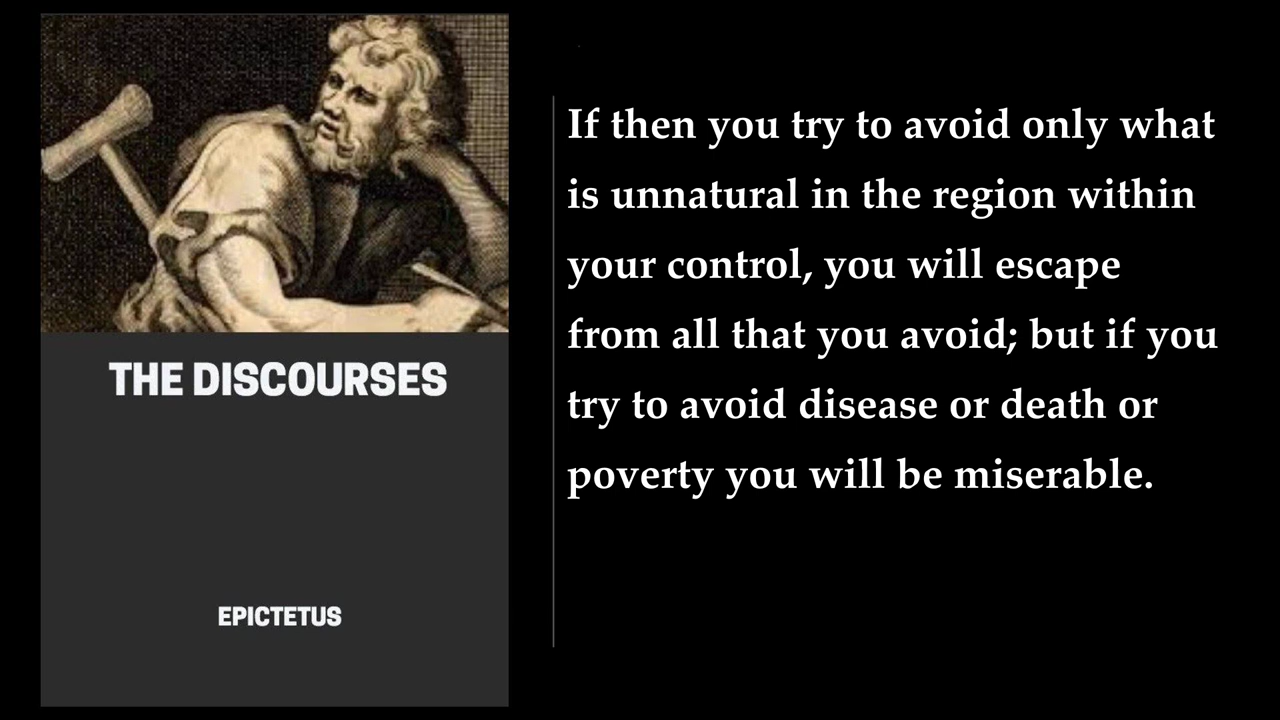 THE DISCOURSES
EPICTETUS
If then you try to avoid only what
is unnatural in the region within
your control, you will escape
from all that you avoid; but if you
try to avoid disease or death or
poverty you will be miserable.